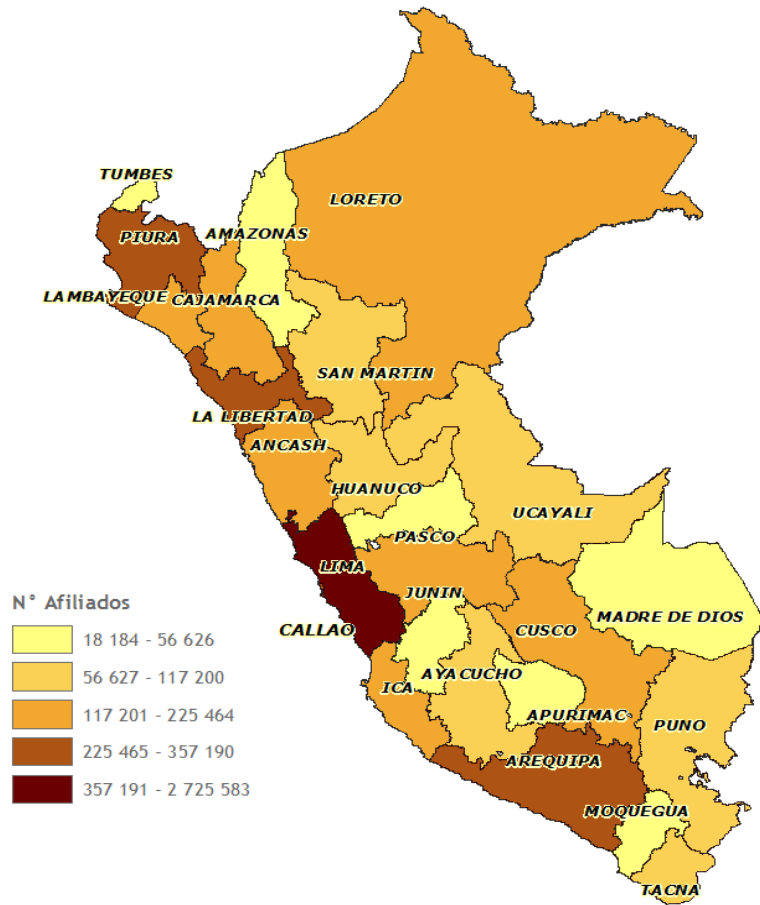 TUMBES
LORETO
PIURA
AMAZONAS
LAMBAYEQUE
CAJAMARCA
SAN MARTIN
LA LIBERTAD
ANCASH
HUANUCO
UCAYALI
PASCO
LIMA
JUNIN
MADRE DE DIOS
CALLAO
CUSCO
AYACUCHO
ICA
APURIMAC
PUNO
AREQUIPA
MOQUEGUA
TACNA
N° Afiliados
18 184 - 56 626
56 627 - 117 200
117 201 - 225 464
225 465 - 357 190
357 191 - 2 725 583